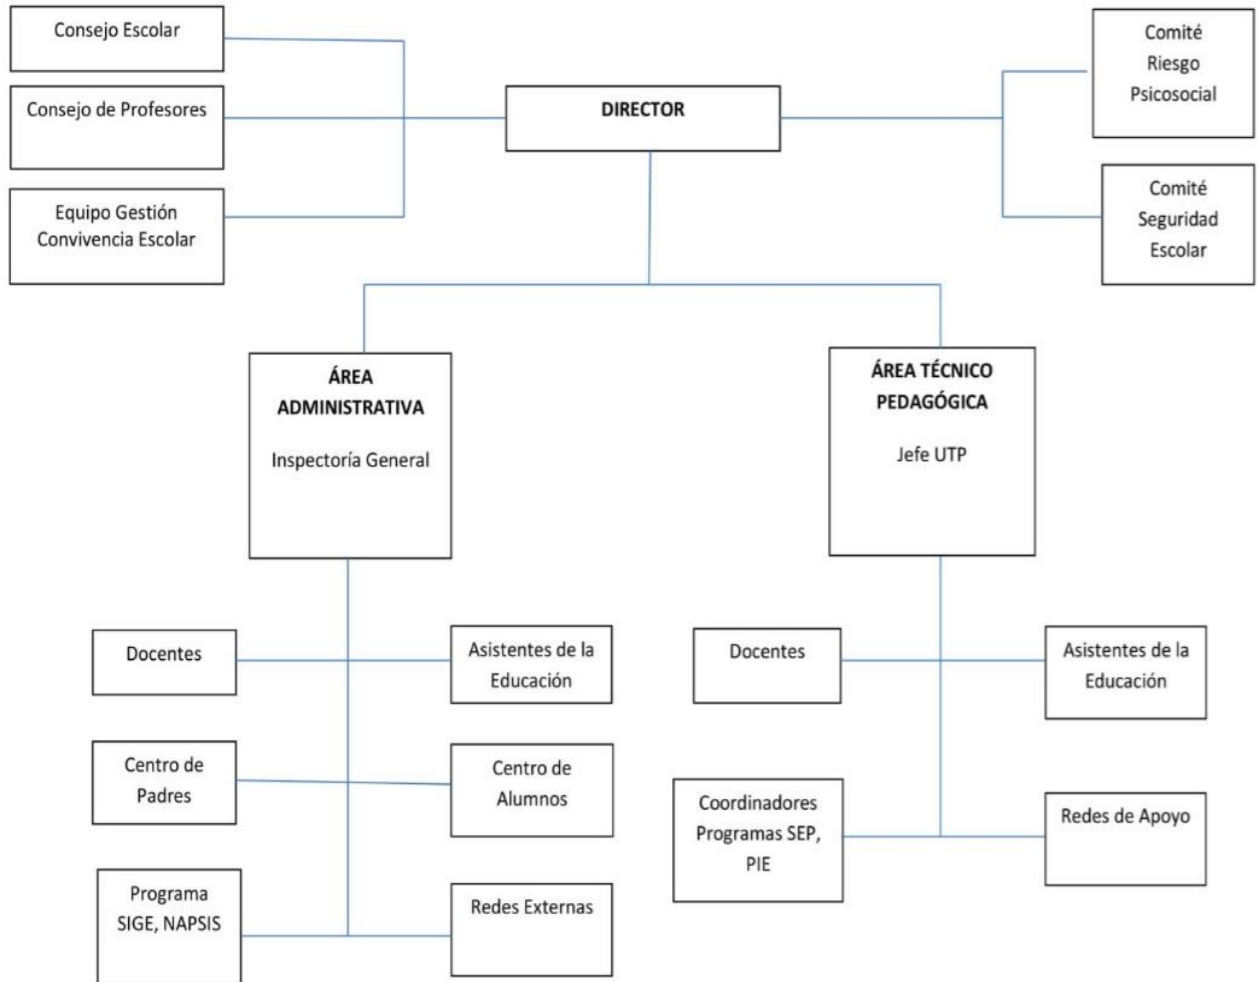 Consejo Escolar
Consejo de Profesores
Equipo Gestión
Convivencia Escolar
DIRECTOR
Comité
Riesgo
Psicosocial
Comité
Seguridad
Escolar
ÁREA
ADMINISTRATIVA
Inspectoría General
ÁREA TÉCNICO
PEDAGÓGICA
Jefe UTP
Docentes
Asistentes de la
Educación
Centro de
Padres
Centro de
Alumnos
Programa
SIGE, NAPSIS
Redes Externas
Docentes
Asistentes de la
Educación
Coordinadores
Programas SEP,
PIE
Redes de Apoyo